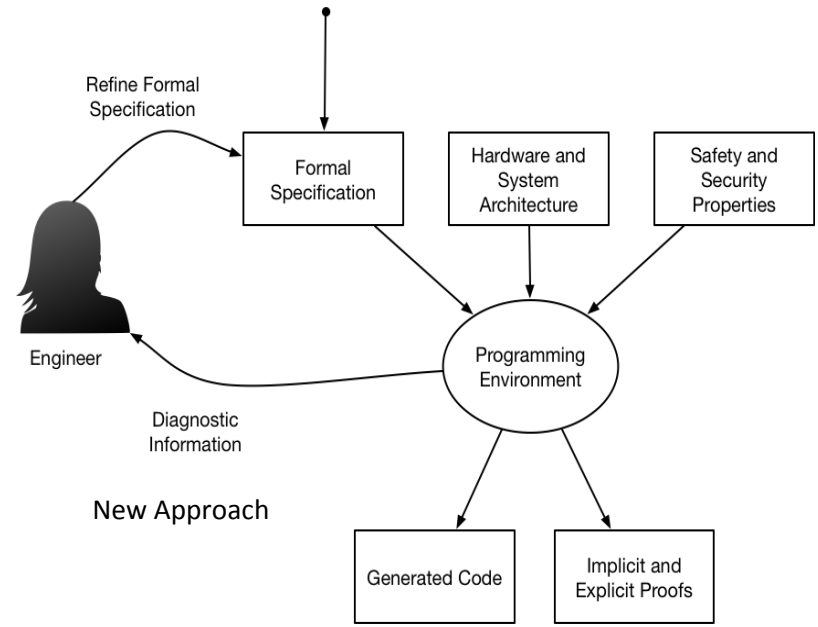 Refine Formal
Specification
Formal
Specification
Hardware and
System
Architecture
Safety and
Security
Properties
Engineer
Programming
Environment
Diagnostic
Information
New Approach
Generated Code
Implicit and
Explicit Proofs